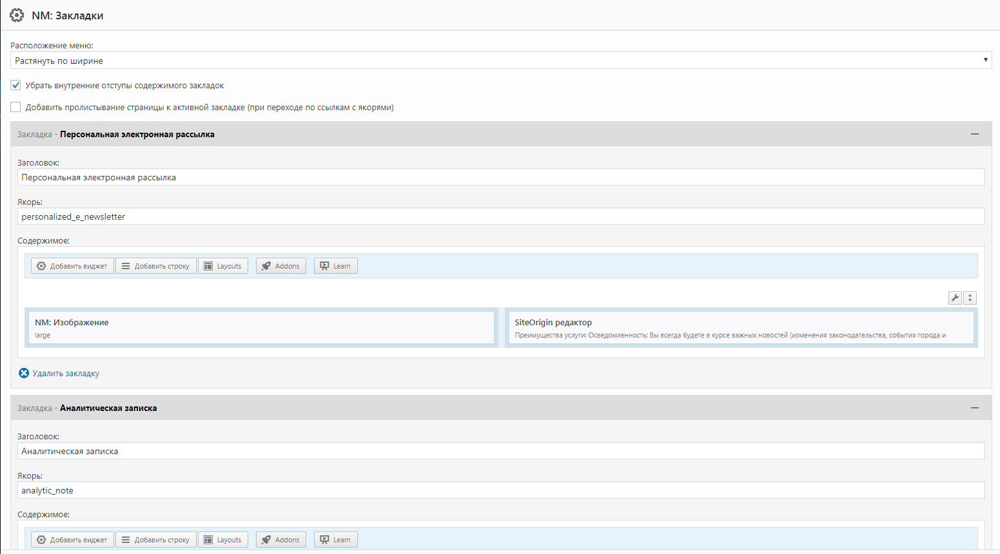 NM: Закладки
Расположение меню:
Растянуть по ширине
Убрать внутренние отступы содержимого закладок
Добавить пролистывание страницы к активной закладке (при переходе по ссылкам с якорями)
Закладка - Персональная электронная рассылка
Заголовок:
Персональная электронная рассылка
Якорь:
personalized_e_newsletter
Содержимое:
Добавить виджет Добавить строку Layouts Addons Learn
NM: Изображение SiteOrigin редактор
large Преимущества услуги: Осведомленность: Вы всегда будете в курсе важных новостей (изменения законодательства, события города и
Удалить закладку
Закладка - Аналитическая записка
Заголовок:
Аналитическая записка
Якорь:
analytic_note
Содержимое:
Добавить виджет Добавить строку Layouts Addons Learn